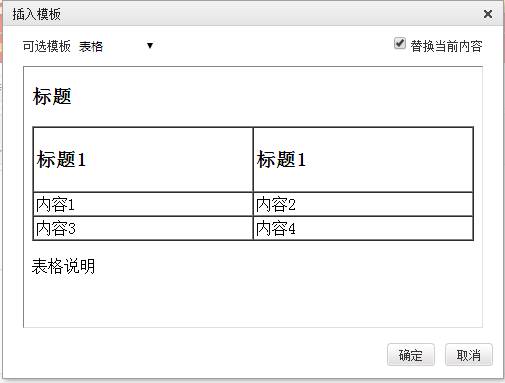 插入模板
可选模板 表格 替换当前内容
标题
标题1 标题1
内容1 内容2
内容3 内容4
表格说明
确定 取消